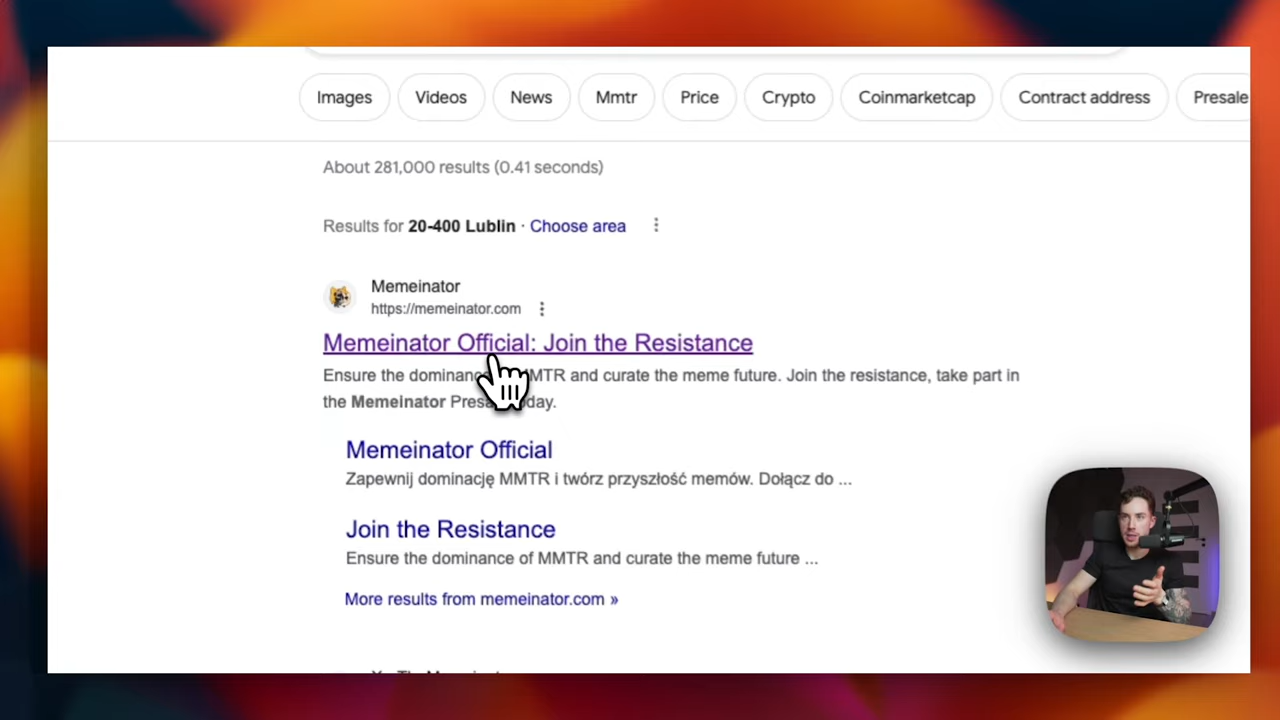 Images Videos News Mmtr Price Crypto Coinmarketcap Contract address Presale
About 281,000 results (0.41 seconds)
Results for 20-400 Lublin · Choose area
Memeinator
https://memeinator.com
Memeinator Official: Join the Resistance
Ensure the dominance MMTR and curate the meme future. Join the resistance, take part in
the Memeinator Presale today.
Memeinator Official
Zapewnij dominację MMTR i twórz przyszłość memów. Dołącz do ...
Join the Resistance
Ensure the dominance of MMTR and curate the meme future ...
More results from memeinator.com »